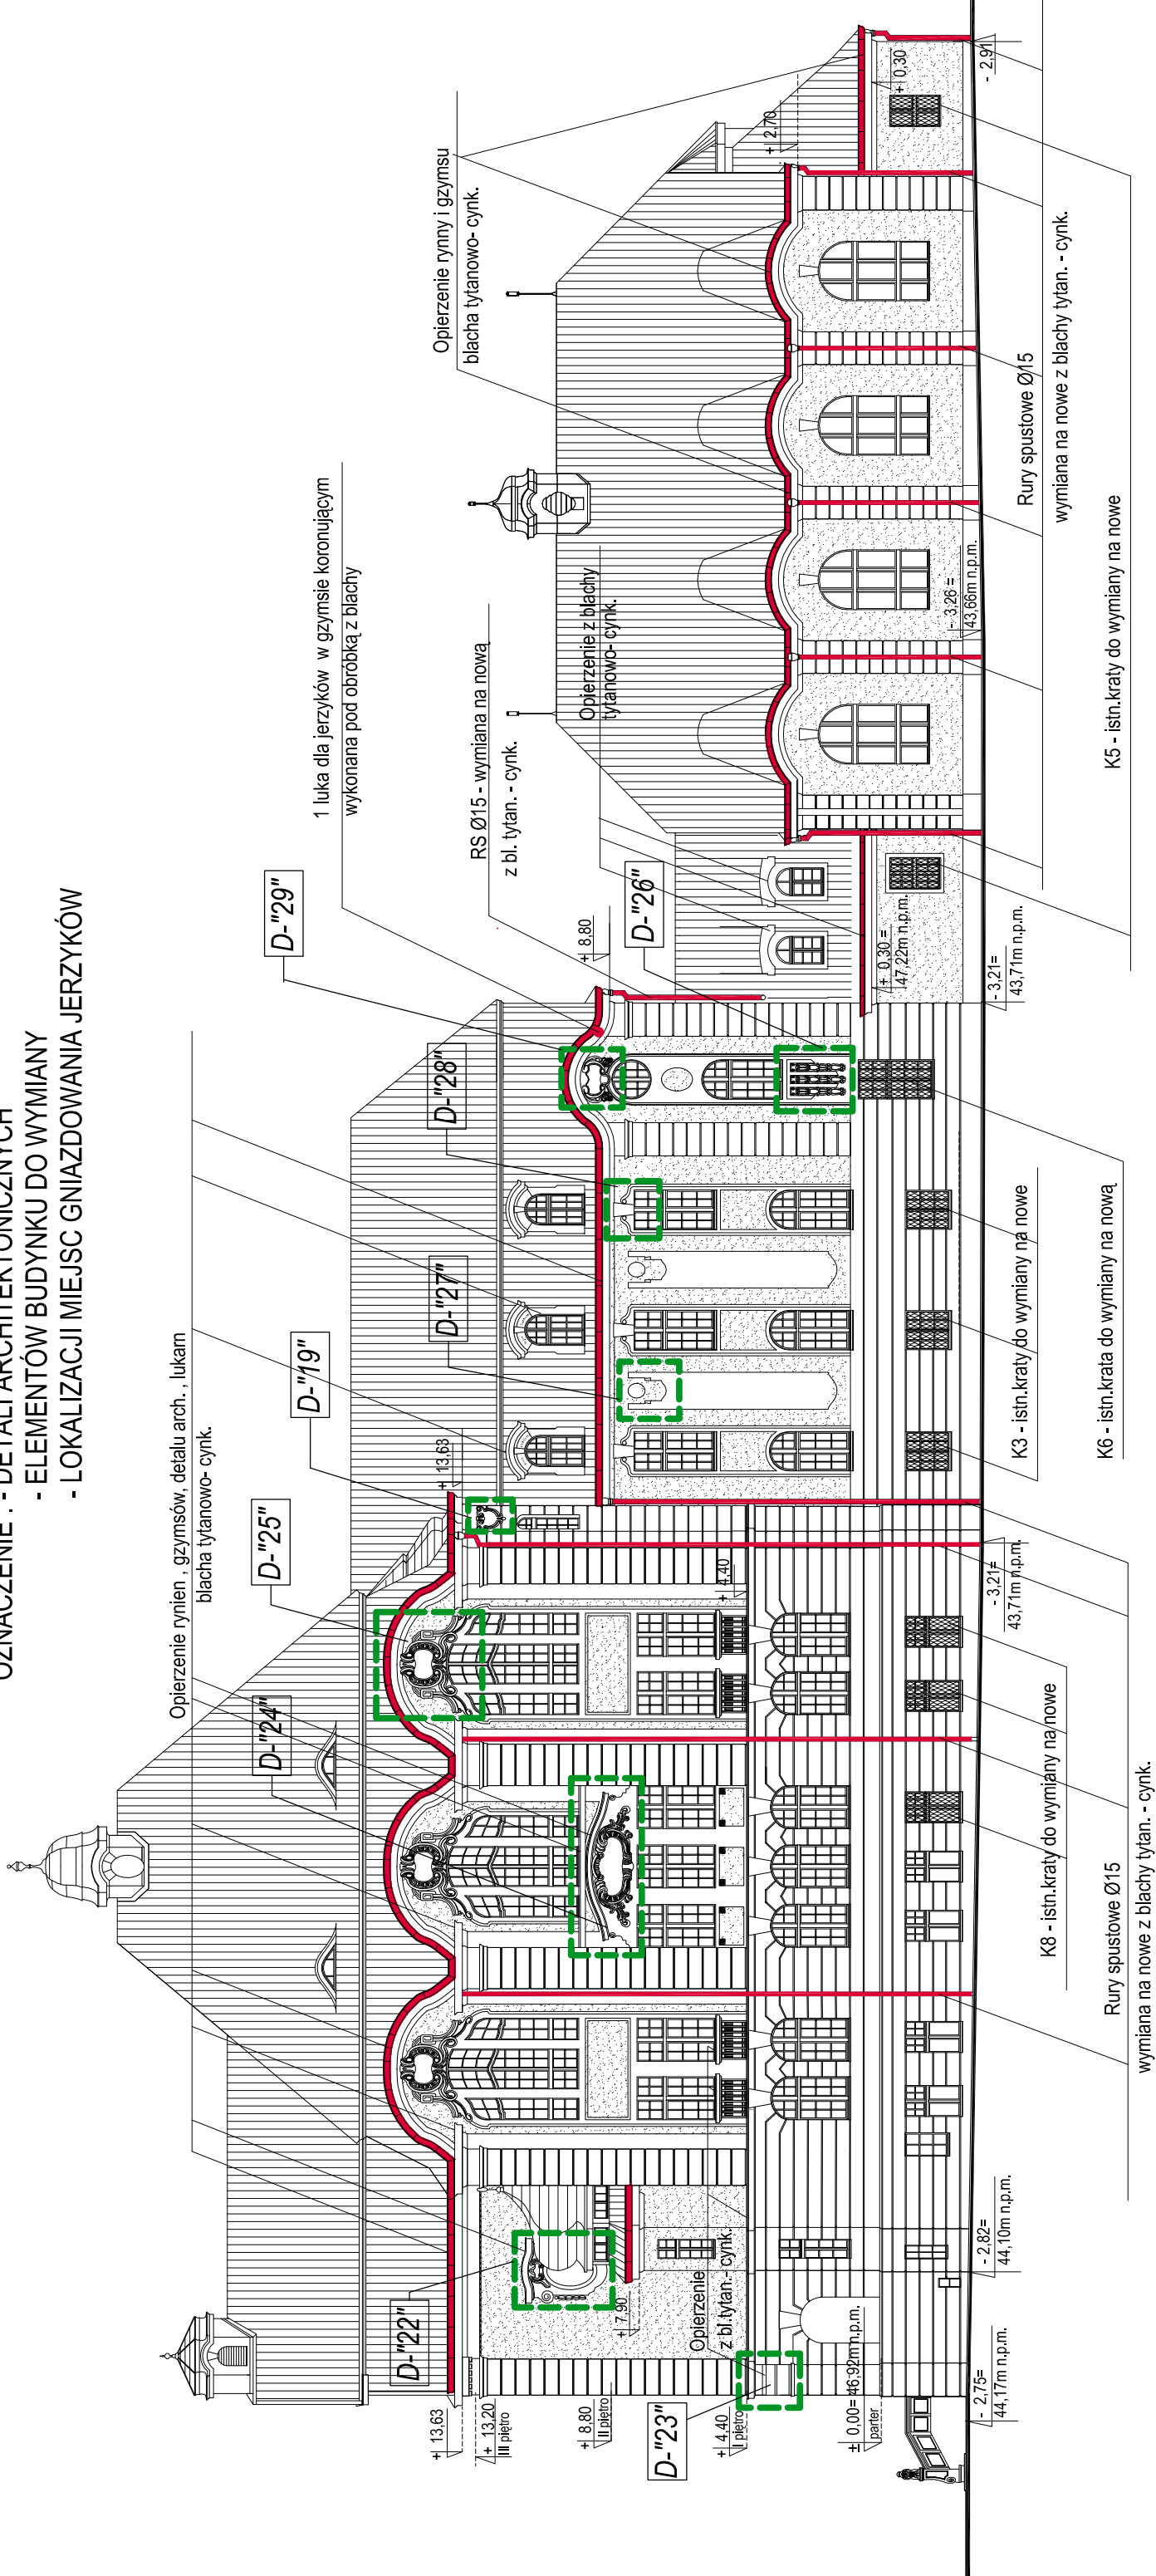 OZNACZENIE : - DETALI ARCHITEKTONICZNYCH
- ELEMENTÓW BUDYNKU DO WYMIANY
- LOKALIZACJI MIEJSC GNIAZDOWANIA JERZYKÓW
Opierzenie rynien , gzymsów, detalu arch. , lukarn
blacha tytanowo- cynk.
1 luka dla jerzyków w gzymsie koronującym
wykonana pod obróbką z blachy
Opierzenie rynny i gzymsu
blacha tytanowo- cynk.
RS Ø15 - wymiana na nową
z bl. tytan. - cynk.
Opierzenie z blachy
tytanowo- cynk.
D-"22"
D-"23"
D-"24"
D-"25"
D-"19"
D-"27"
D-"28"
D-"29"
D-"26"
+ 13,63
+ 13,20
III piętro
+ 8,80
II piętro
+ 4,40
I piętro
± 0,00= 46,92m n.p.m.
parter
- 2,75=
44,17m n.p.m.
+ 7,90
Opierzenie
z bl.tytan.- cynk.
- 2,82=
44,10m n.p.m.
+ 4,40
+ 13,63
- 3,21=
43,71m n.p.m.
+ 8,80
+ 0,30 =
47,22m n.p.m.
- 3,21=
43,71m n.p.m.
- 3,26 =
43,66m n.p.m.
+ 2,70
+ 0,30
- 2,91
K8 - istn.kraty do wymiany na nowe
Rury spustowe Ø15
wymiana na nowe z blachy tytan. - cynk.
K3 - istn.kraty do wymiany na nowe
K6 - istn.krata do wymiany na nową
Rury spustowe Ø15
wymiana na nowe z blachy tytan. - cynk.
K5 - istn.kraty do wymiany na nowe